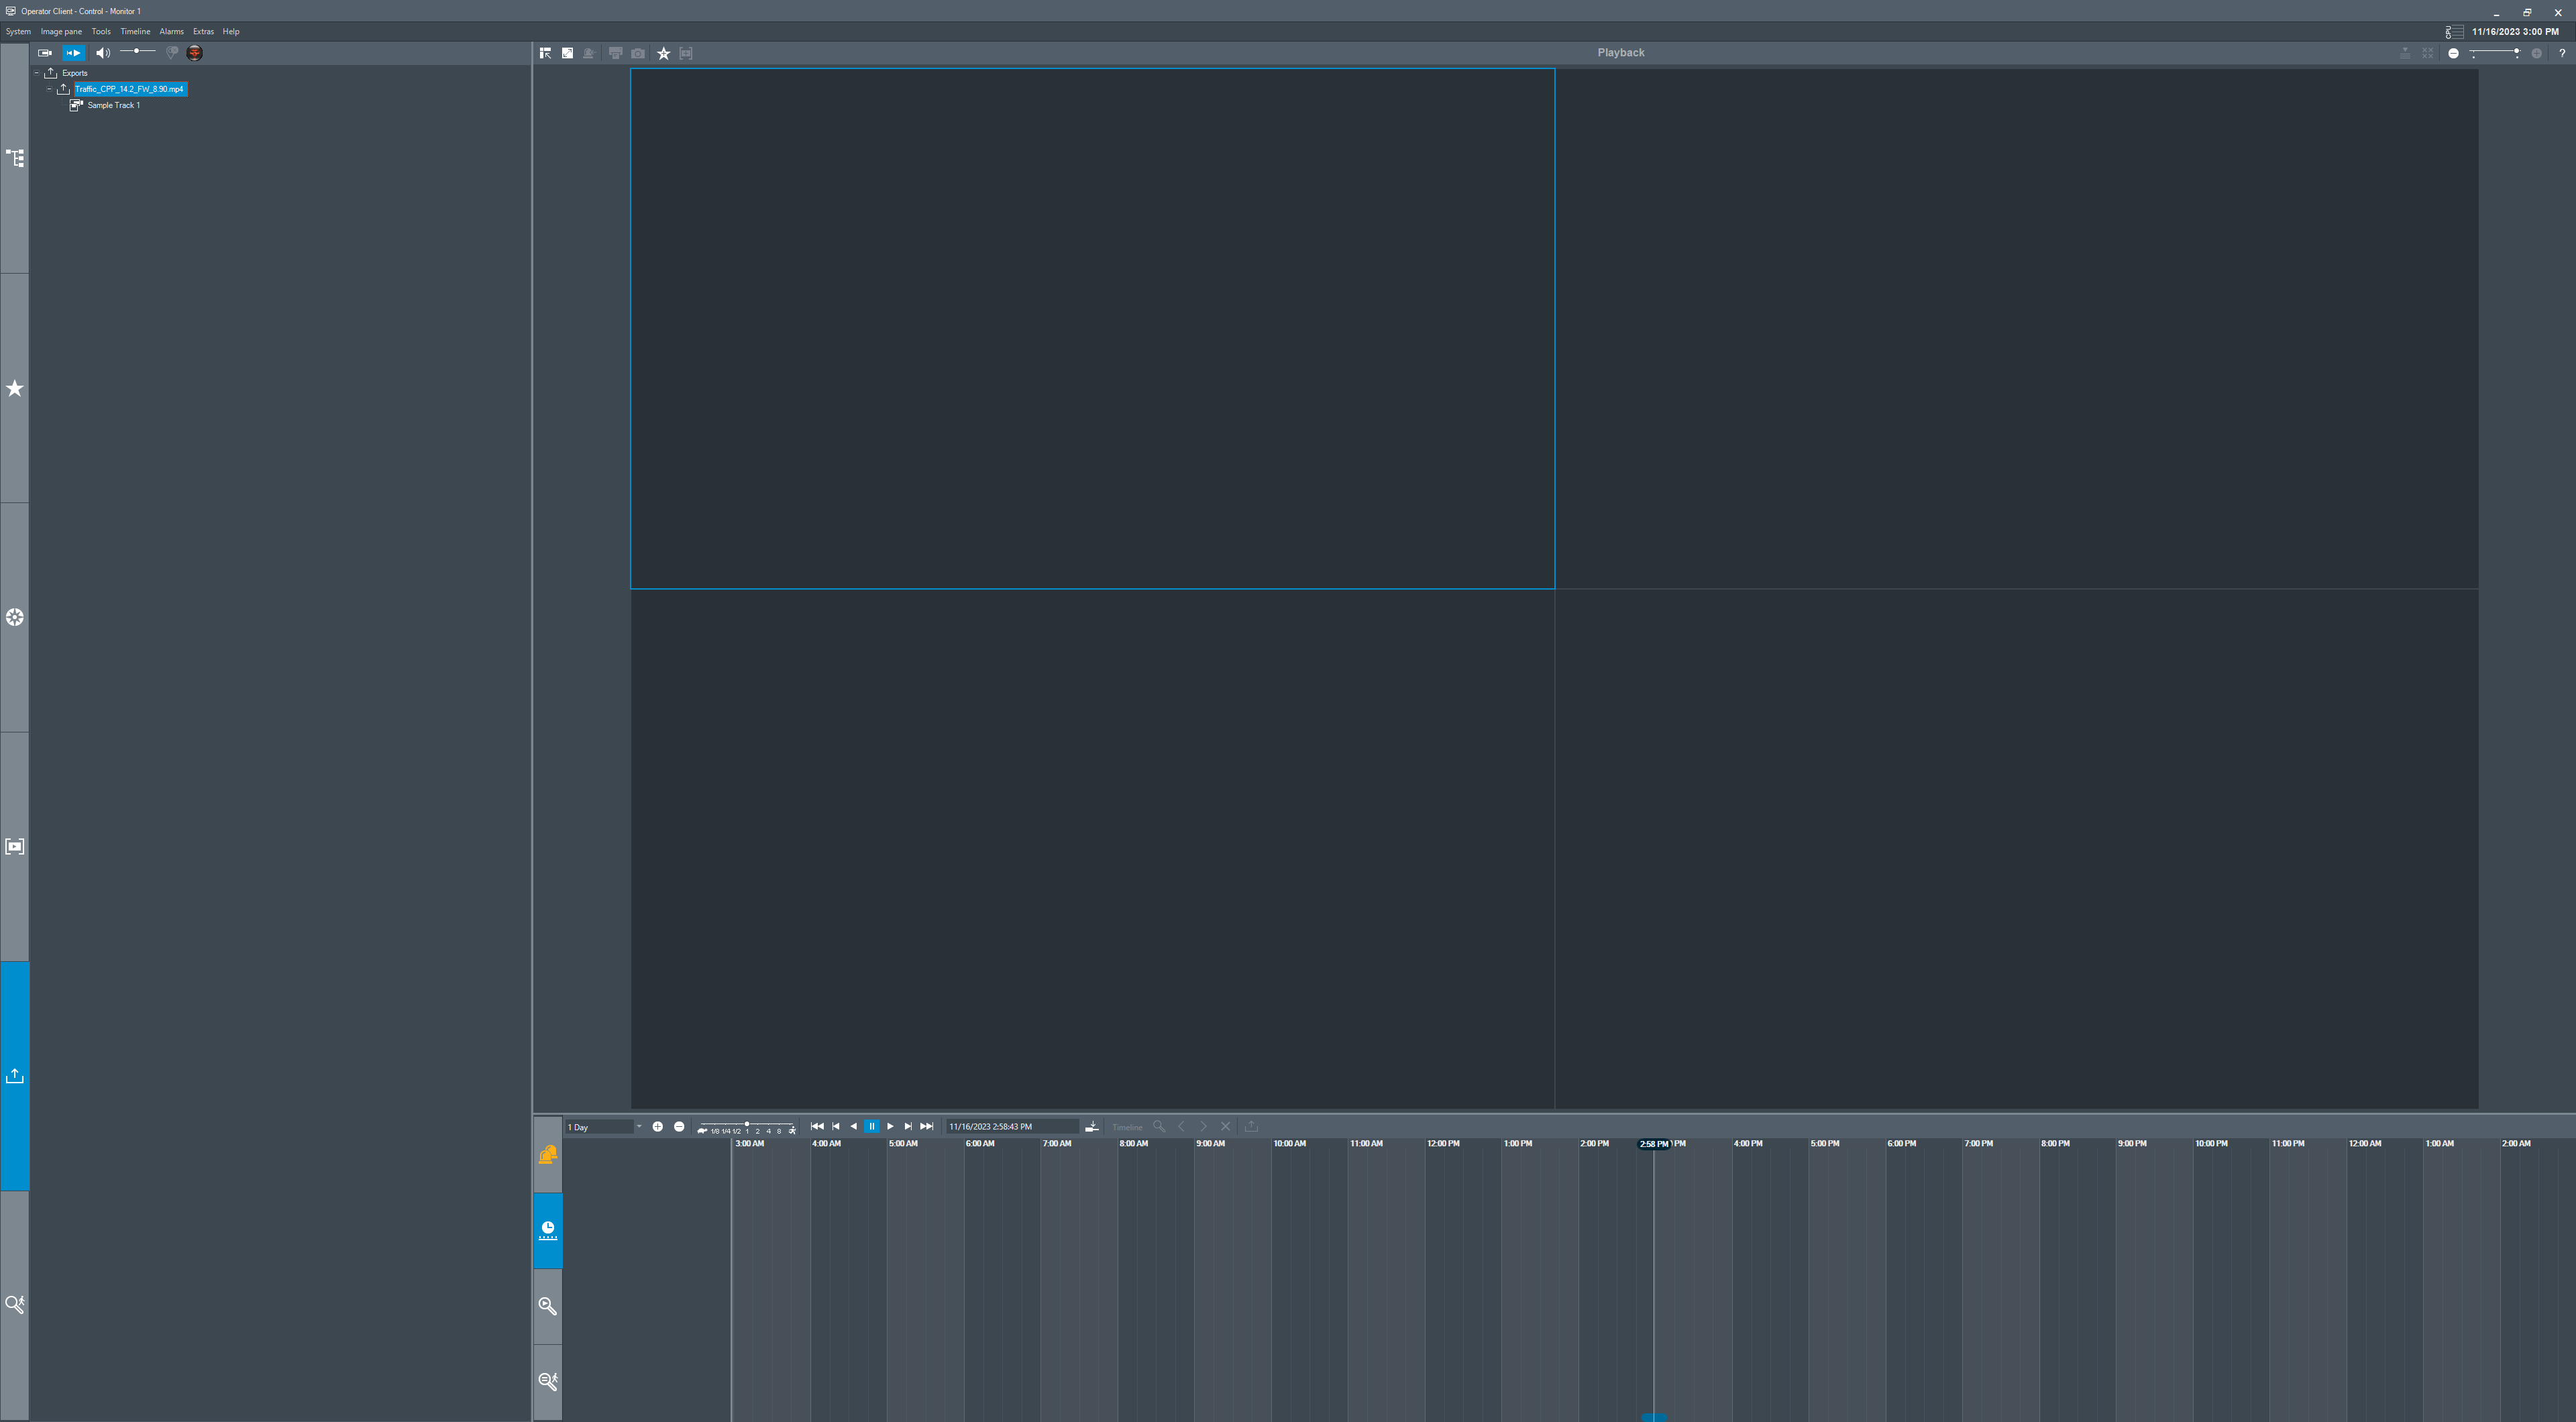 Operator Client - Control - Monitor 1
System Image pane Tools Timeline Alarms Extras Help
CPU
11/16/2023 3:00 PM
Playback
?
Exports
Traffic_CPP_14.2_FW_8.90.mp4
Sample Track 1
1 Day
1/8 1/4 1/2 1 2 4 8
11/16/2023 2:58:43 PM
Timeline
3:00 AM 4:00 AM 5:00 AM 6:00 AM 7:00 AM 8:00 AM 9:00 AM 10:00 AM 11:00 AM 12:00 PM 1:00 PM 2:00 PM 2:58 PM PM 4:00 PM 5:00 PM 6:00 PM 7:00 PM 8:00 PM 9:00 PM 10:00 PM 11:00 PM 12:00 AM 1:00 AM 2:00 AM